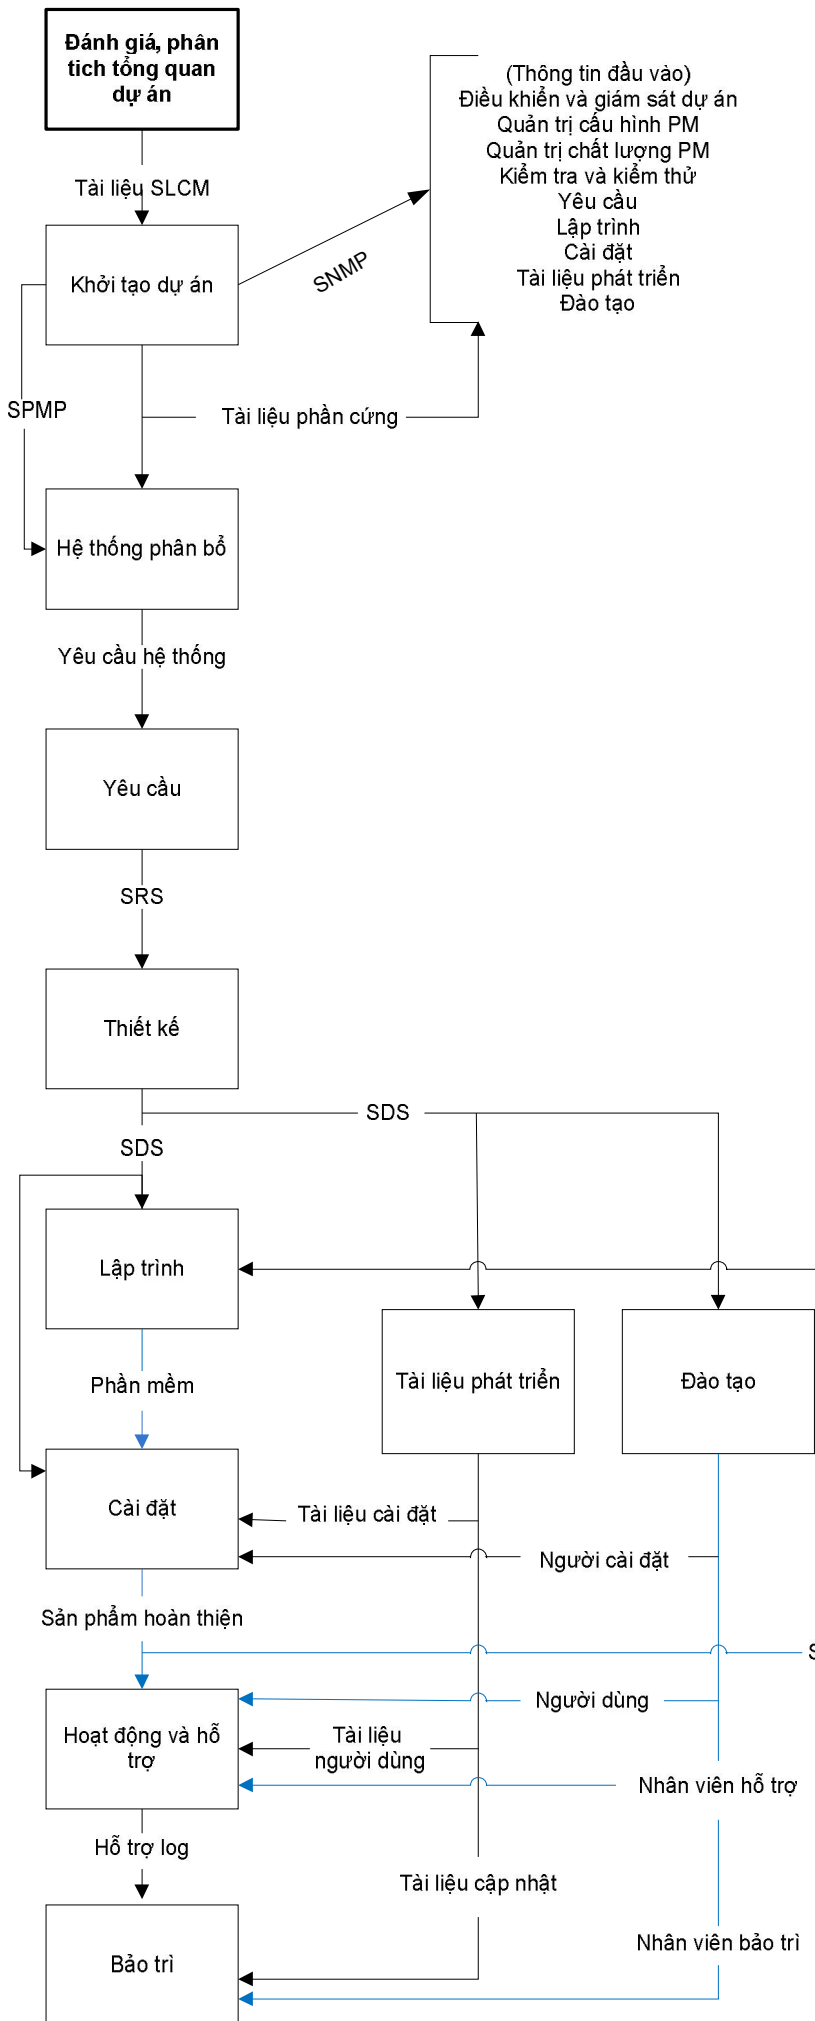 Đánh giá, phân
tich tổng quan
dự án
(Thông tin đầu vào)
Điều khiển và giám sát dự án
Quản trị cấu hình PM
Quản trị chất lượng PM
Kiểm tra và kiểm thử
Yêu cầu
Lập trình
Cài đặt
Tài liệu phát triển
Đào tạo
Tài liệu SLCM
Khởi tạo dự án
SNMP
SPMP
Tài liệu phần cứng
Hệ thống phân bổ
Yêu cầu hệ thống
Yêu cầu
SRS
Thiết kế
SDS
SDS
Lập trình
Tài liệu phát triển
Đào tạo
Phần mềm
Cài đặt
Tài liệu cài đặt
Người cài đặt
Sản phẩm hoàn thiện
Người dùng
Hoạt động và hỗ
trợ
Tài liệu
người dùng
Nhân viên hỗ trợ
Hỗ trợ log
Tài liệu cập nhật
Nhân viên bảo trì
Bảo trì